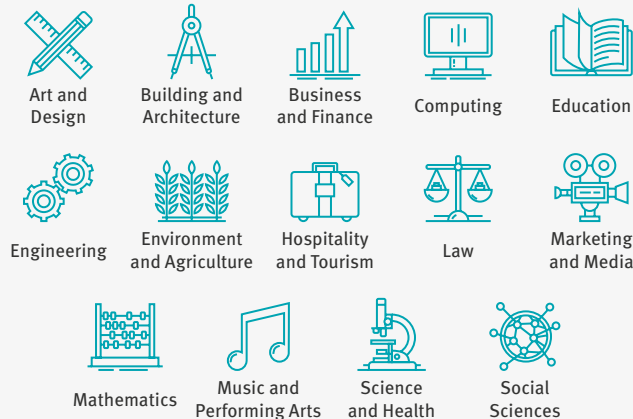 Art and
Design
Building and
Architecture
Business
and Finance
Computing
Education
Engineering
Environment
and Agriculture
Hospitality
and Tourism
Law
Marketing
and Media
Mathematics
Music and
Performing Arts
Science
and Health
Social
Sciences